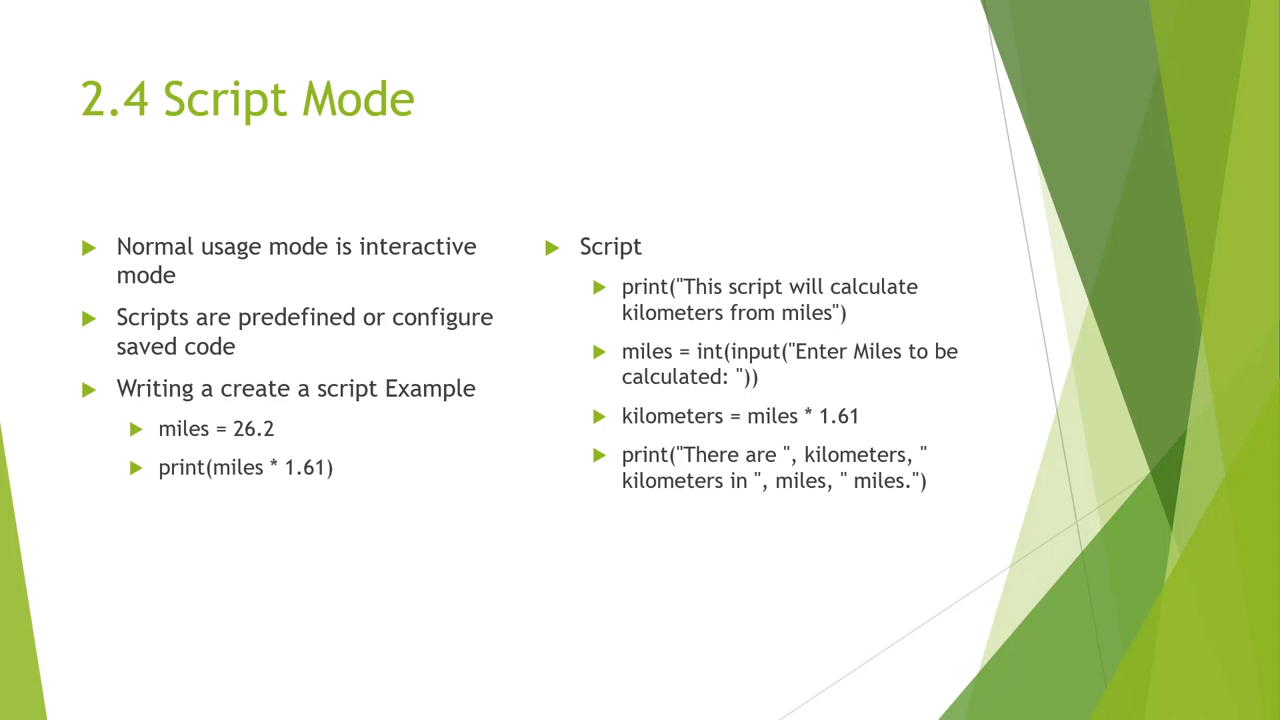 2.4 Script Mode
Normal usage mode is interactive
mode
Scripts are predefined or configure
saved code
Writing a create a script Example
miles = 26.2
print(miles * 1.61)
Script
print("This script will calculate
kilometers from miles")
miles = int(input("Enter Miles to be
calculated: "))
kilometers = miles * 1.61
print("There are ", kilometers, "
kilometers in ", miles, " miles.")